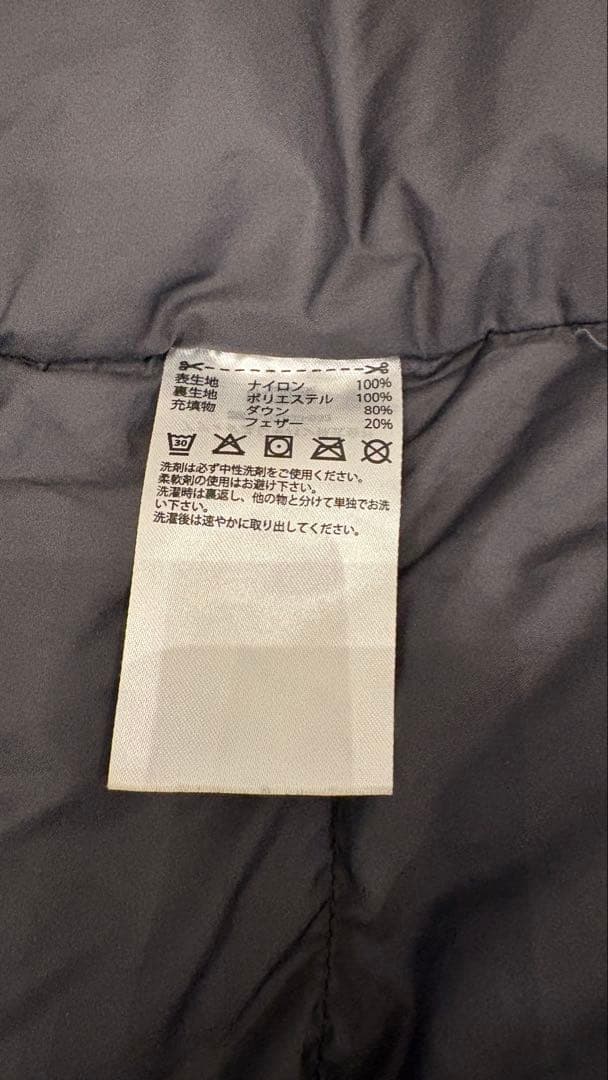 表生地 ナイロン 100%
裏生地 ポリエステル 100%
充填物 ダウン 80%
フェザー 20%
30
洗剤は必ず中性洗剤をご使用ください。
柔軟剤の使用はお避け下さい。
洗濯時は裏返し、他の物と分けて単独でお洗
い下さい。
洗濯後は速やかに取り出してください。